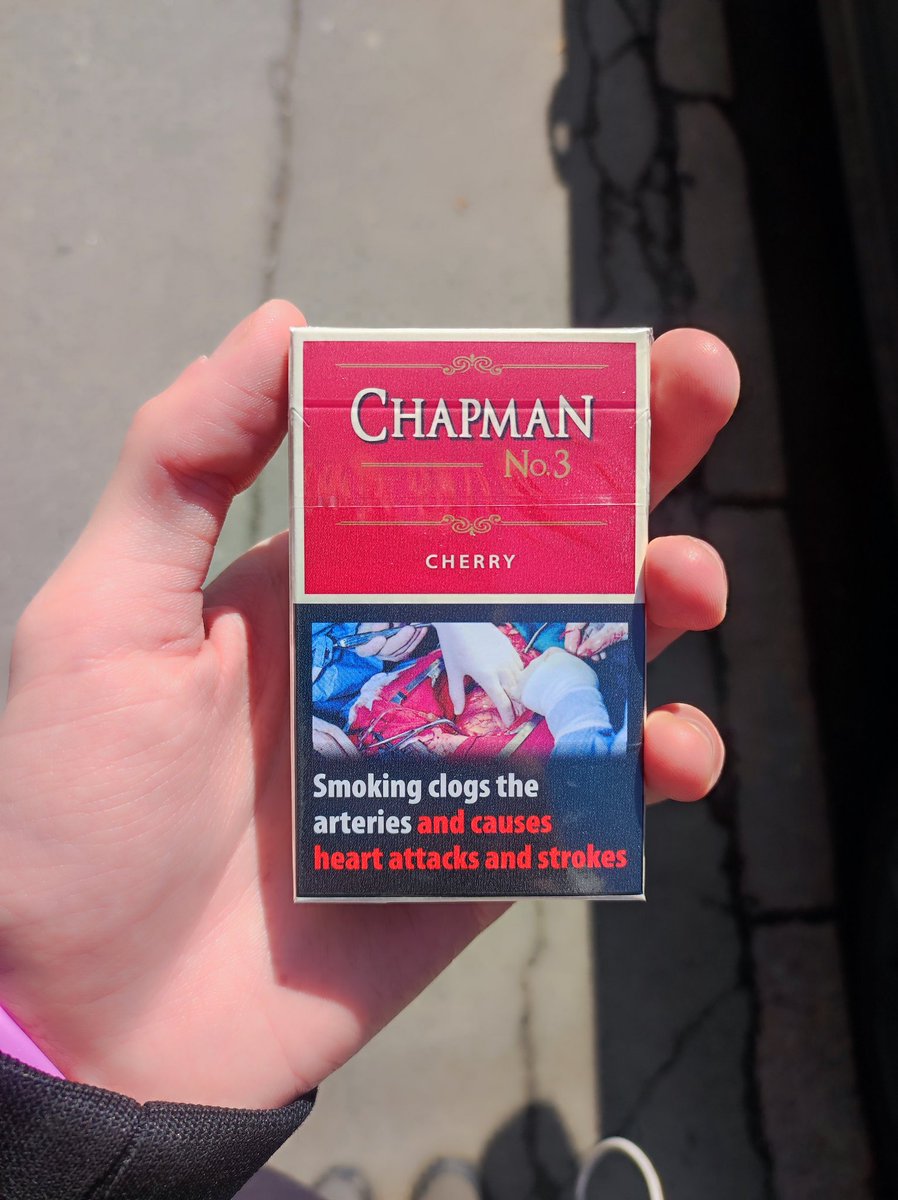 CHAPMAN
No.3
CHERRY
Smoking clogs the
arteries and causes
heart attacks and strokes